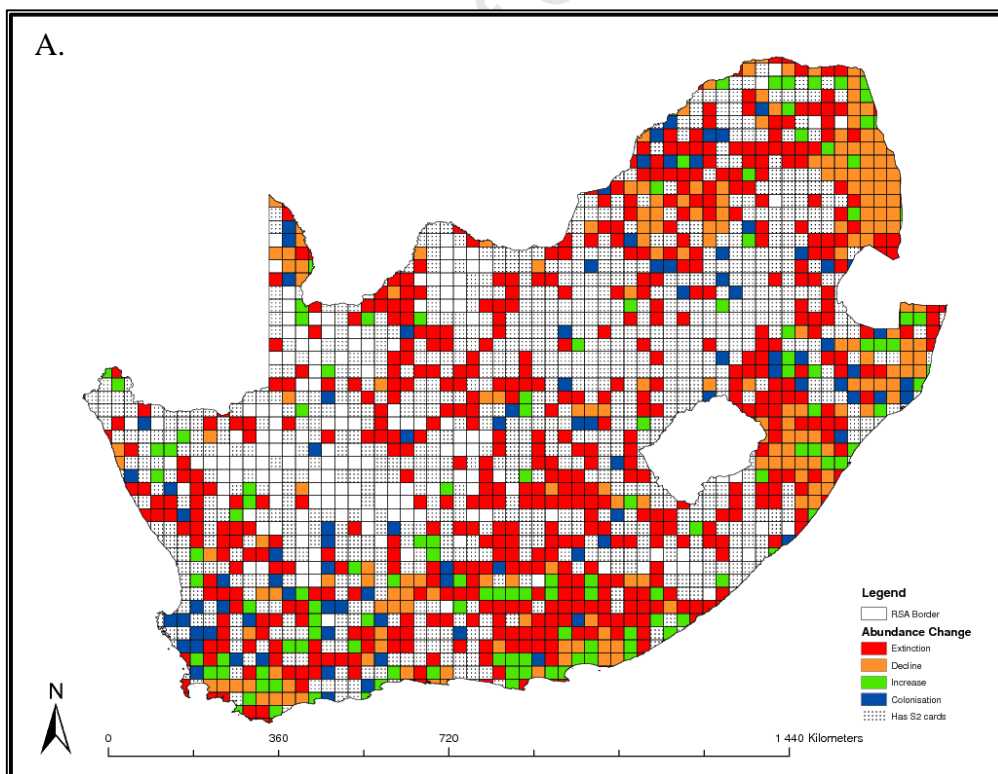 A.
Legend
RSA Border
Abundance Change
Extinction
Decline
Increase
Colonisation
Has S2 cards
N
0 360 720 1 440 Kilometers